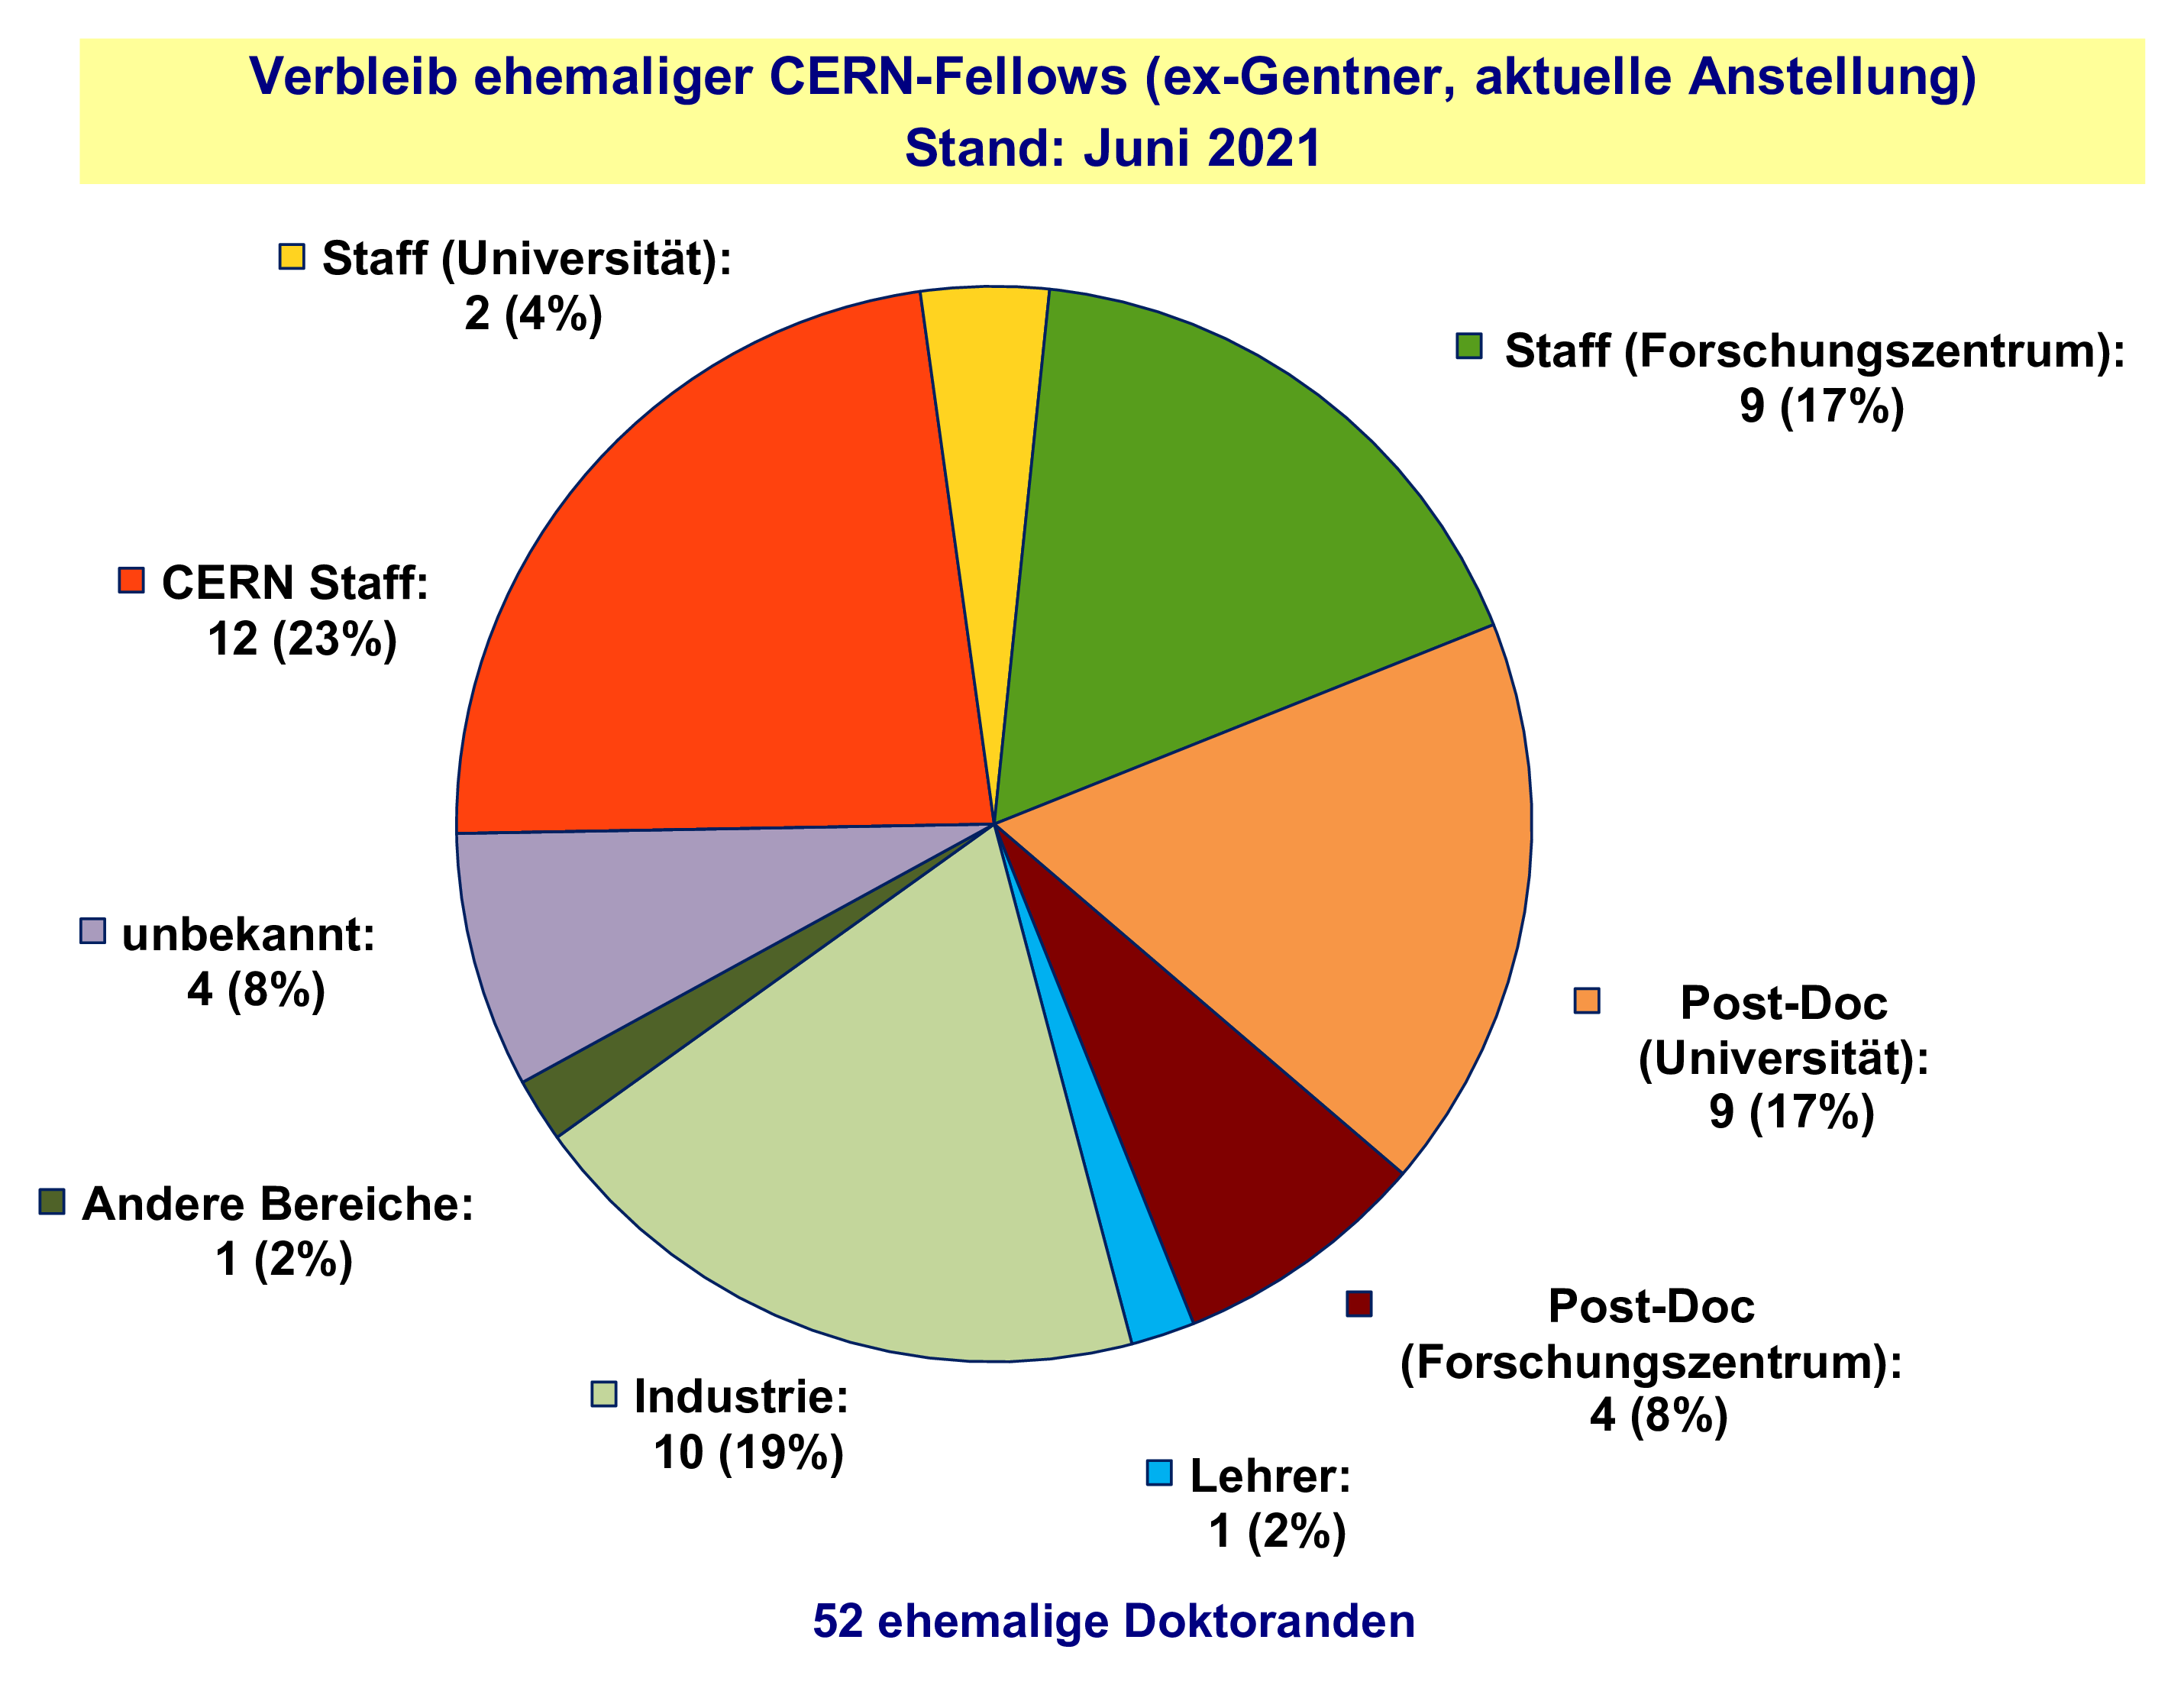 Verbleib ehemaliger CERN-Fellows (ex-Gentner, aktuelle Anstellung)
Stand: Juni 2021
Staff (Universität):
2 (4%)
Staff (Forschungszentrum):
9 (17%)
CERN Staff:
12 (23%)
unbekannt:
4 (8%)
Post-Doc
(Universität):
9 (17%)
Andere Bereiche:
1 (2%)
Post-Doc
(Forschungszentrum):
4 (8%)
Industrie:
10 (19%)
Lehrer:
1 (2%)
52 ehemalige Doktoranden